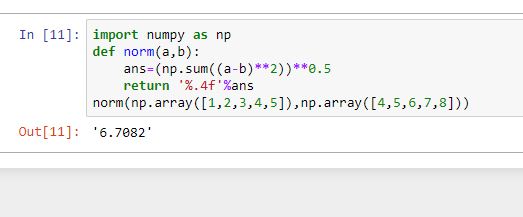 In [11]: import numpy as np
def norm(a,b):
    ans=(np.sum((a-b)**2))**0.5
    return '%.4f'%ans
norm(np.array([1,2,3,4,5]),np.array([4,5,6,7,8]))
Out[11]: '6.7082'